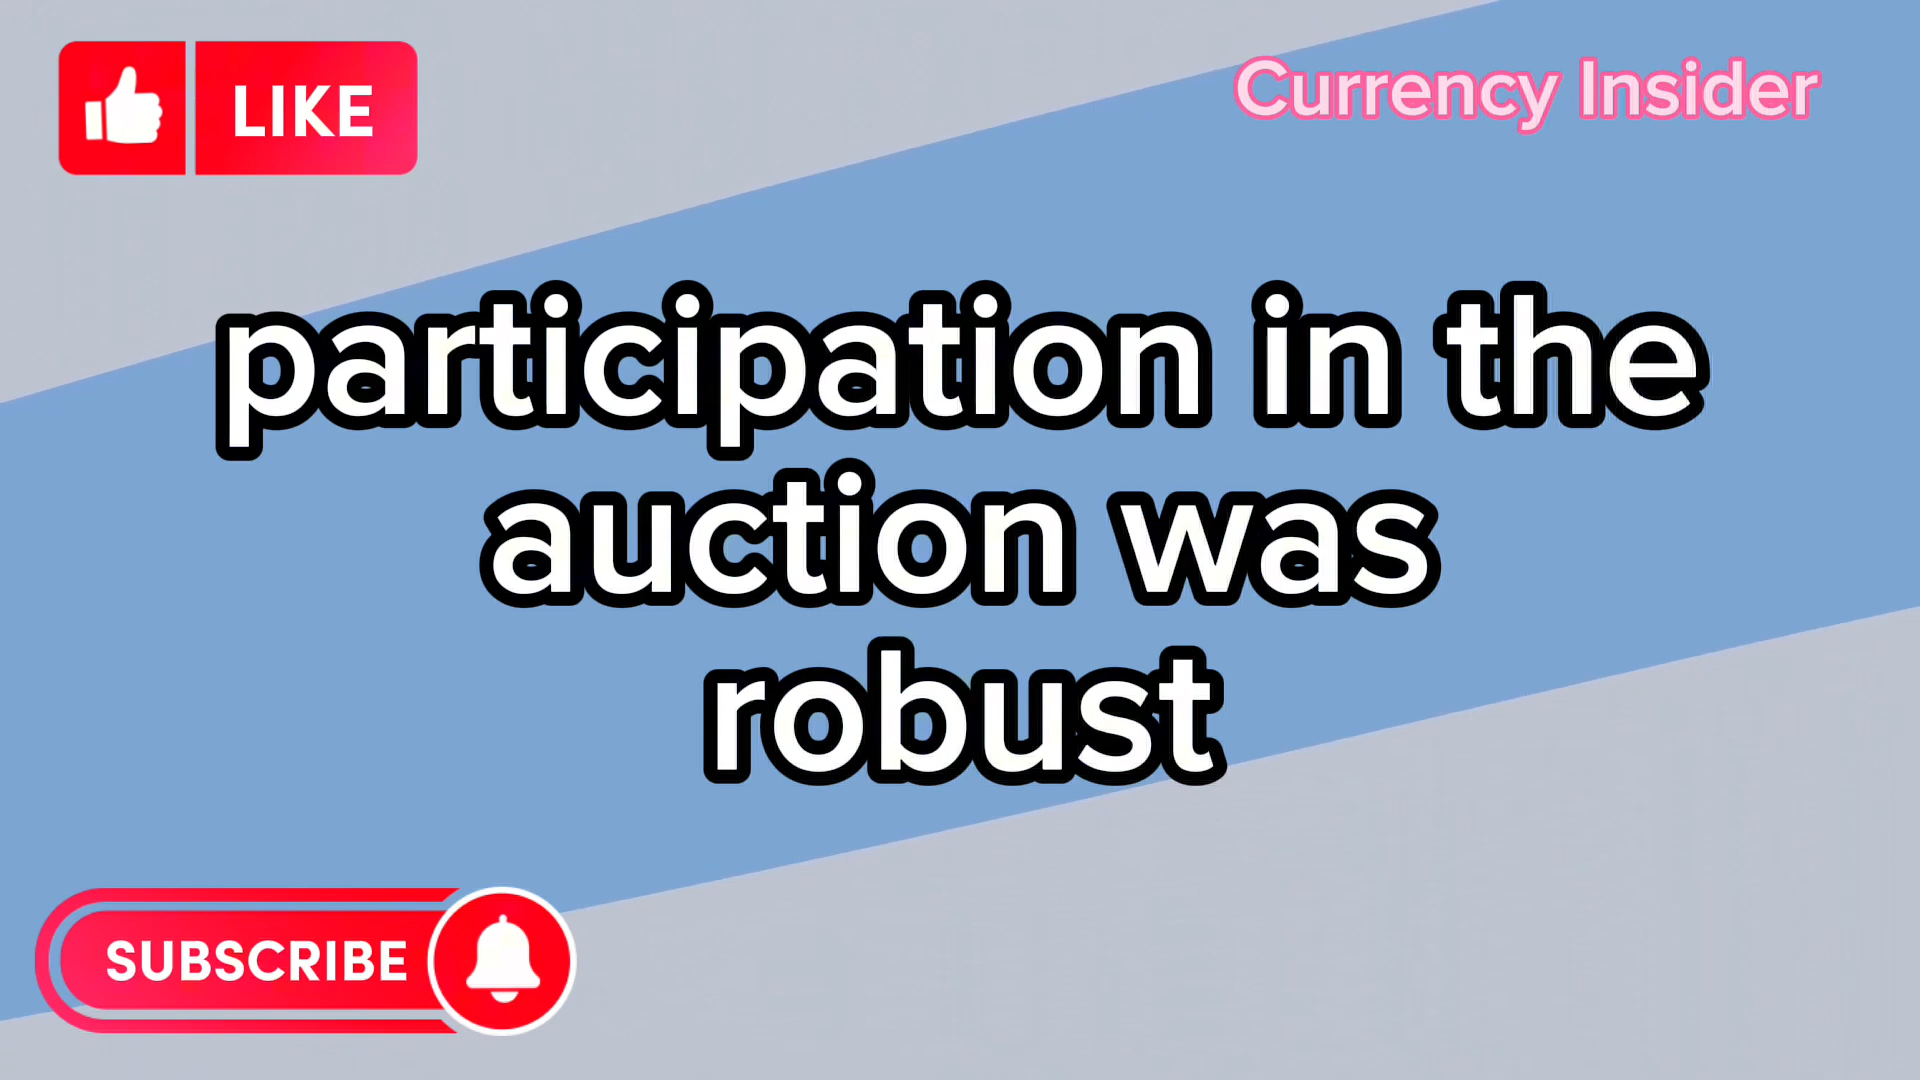 LIKE
Currency Insider
participation in the
auction was
robust
SUBSCRIBE